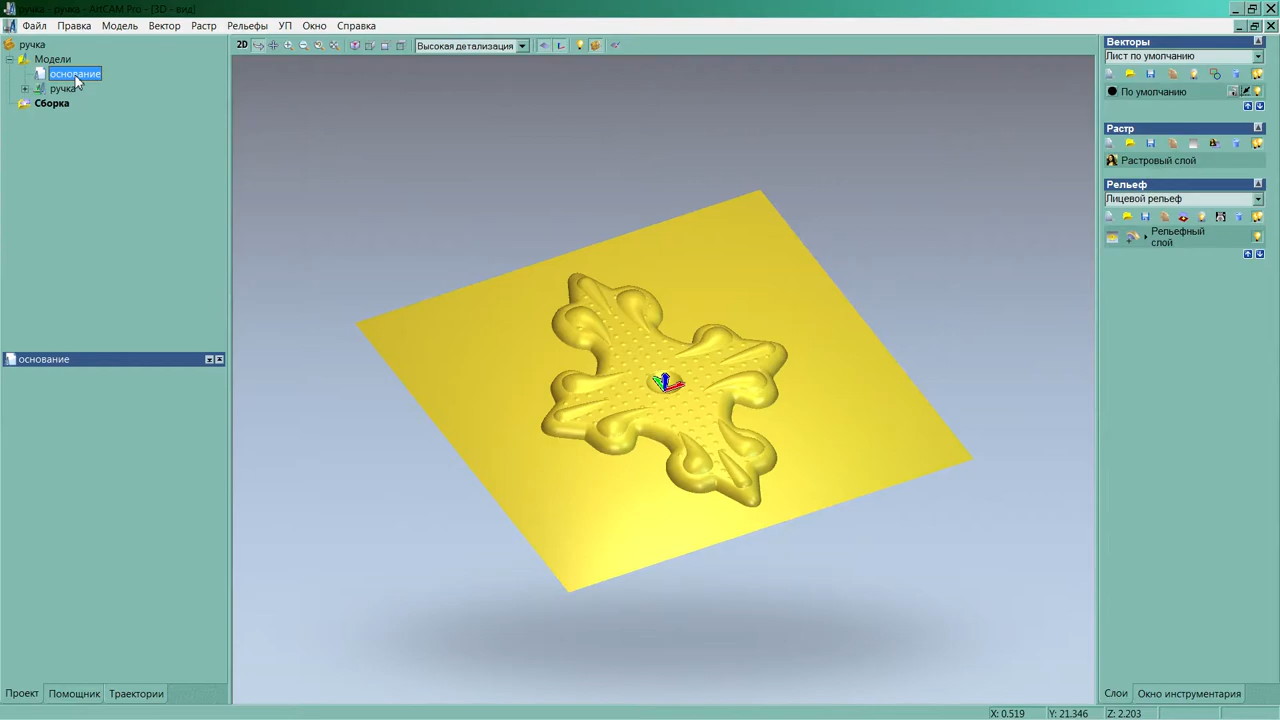 ручка - ручка - ArtCAM Pro - [3D - вид]
Файл Правка Модель Вектор Растр Рельефы УП Окно Справка
ручка
Модели
основание
ручка
Сборка
основание
Проект Помощник Траектории
2D Высокая детализация
Векторы
Лист по умолчанию
По умолчанию
Растр
Растровый слой
Рельеф
Лицевой рельеф
Рельефный
слой
Слои Окно инструментария
X: 0.519 Y: 21.346 Z: 2.203